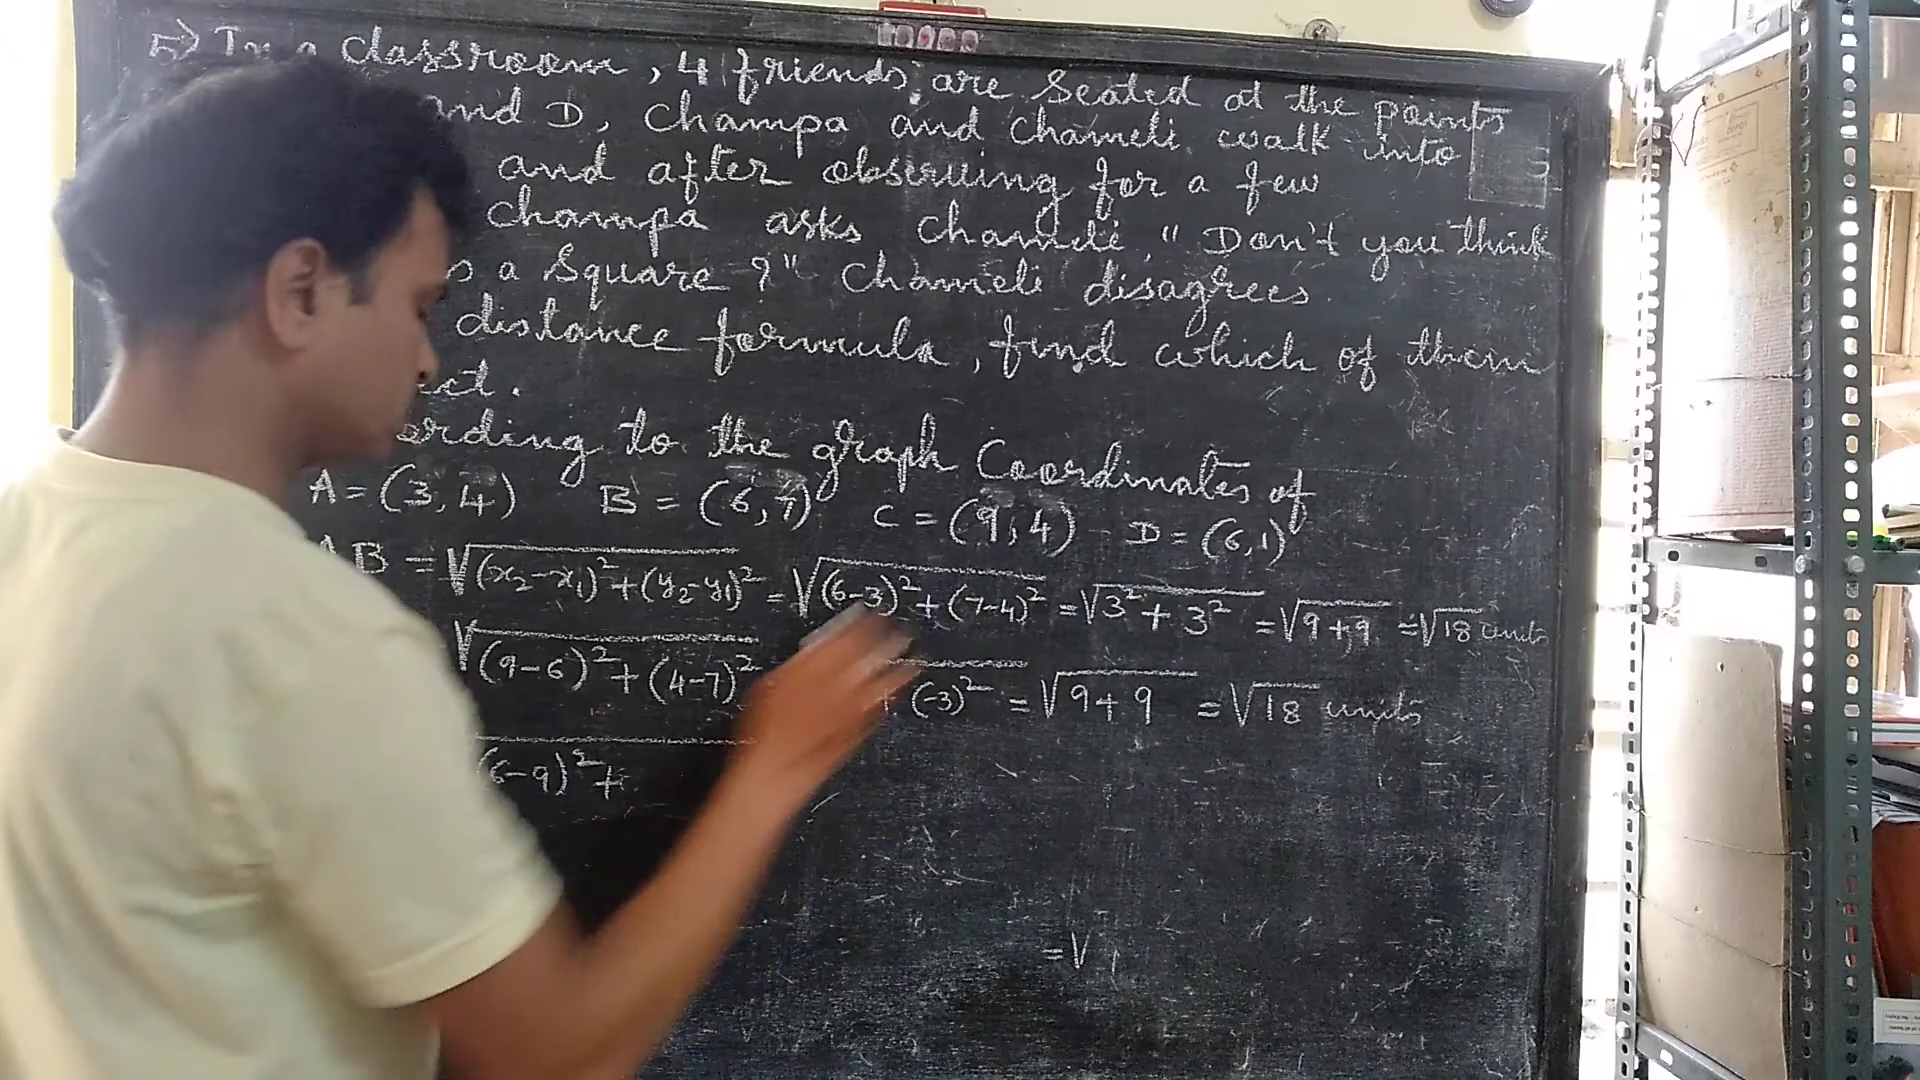 5) In a classroom, 4 friends are seated at the points
and D, Champa and Chameli walk into
and after observing for a few
Champa asks Chameli, "Don't you think
is a square?" Chameli disagrees.
distance formula, find which of them
ect.
ording to the graph Coordinates of
A = (3,4) B = (6,7) C = (9,4) D = (6,1)
AB = √(x₂-x₁)²+(y₂-y₁)² = √(6-3)²+(7-4)² = √3²+3² = √9+9 = √18 units
√(9-6)²+(4-7)² + (-3)² = √9+9 = √18 units
(6-9)²+
= √